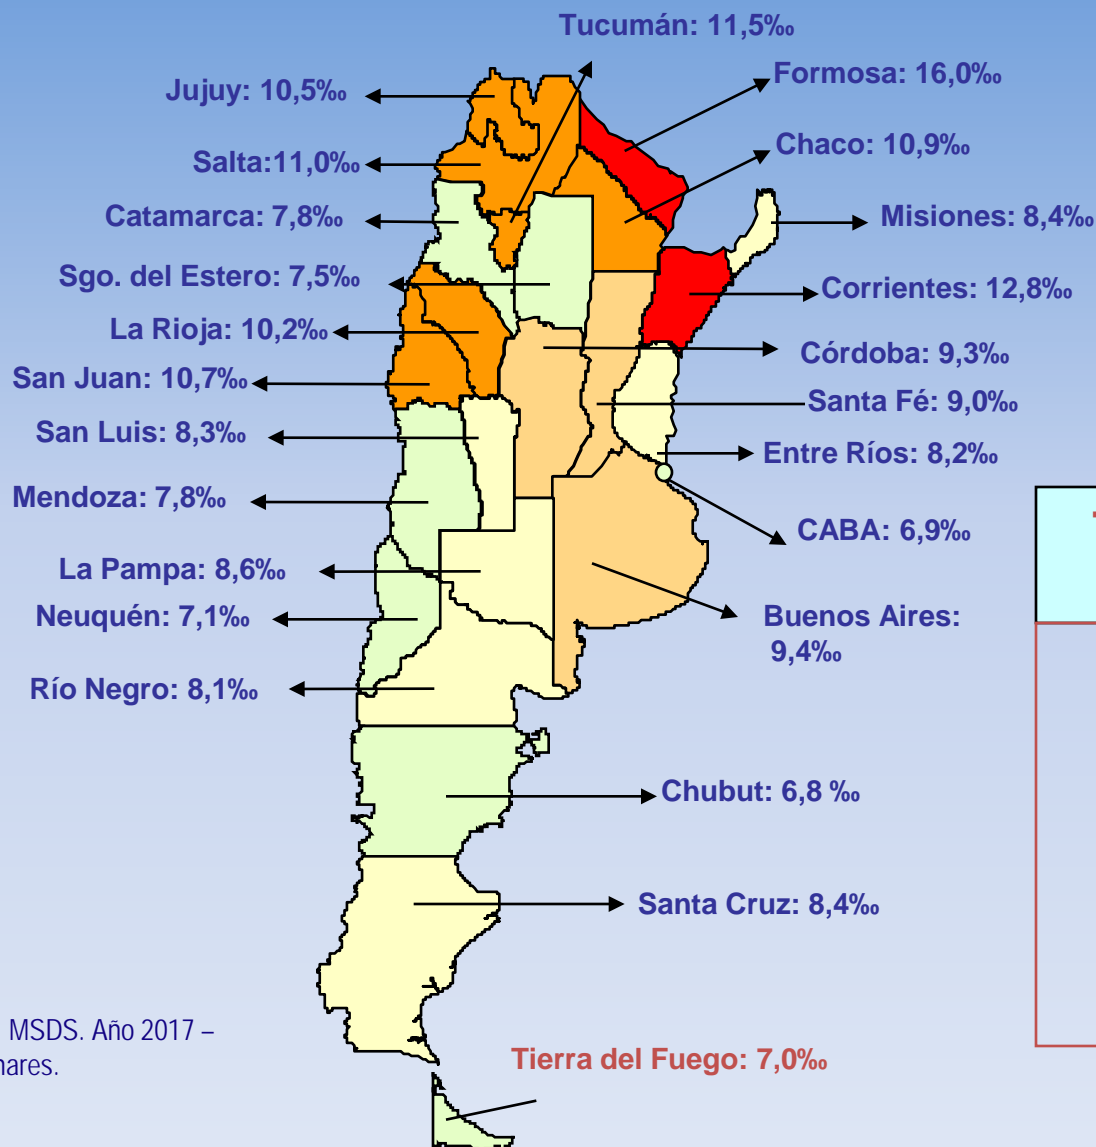 Tucumán: 11,5‰
Formosa: 16,0‰
Jujuy: 10,5‰
Chaco: 10,9‰
Salta:11,0‰
Catamarca: 7,8‰
Misiones: 8,4‰
Sgo. del Estero: 7,5‰
Corrientes: 12,8‰
La Rioja: 10,2‰
Córdoba: 9,3‰
San Juan: 10,7‰
Santa Fé: 9,0‰
San Luis: 8,3‰
Entre Ríos: 8,2‰
Mendoza: 7,8‰
CABA: 6,9‰
La Pampa: 8,6‰
Neuquén: 7,1‰
Buenos Aires:
9,4‰
Río Negro: 8,1‰
Chubut: 6,8 ‰
Santa Cruz: 8,4‰
MSDS. Año 2017 –
Tierra del Fuego: 7,0‰